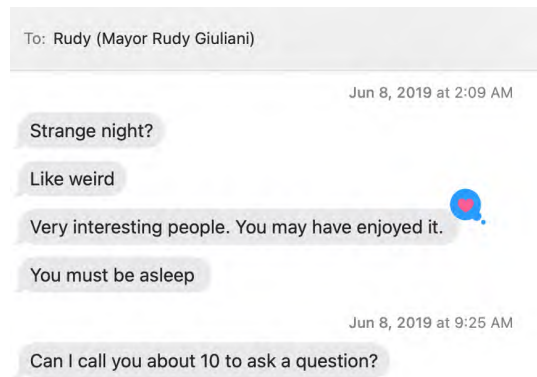 To: Rudy (Mayor Rudy Giuliani)
Jun 8, 2019 at 2:09 AM
Strange night?
Like weird
Very interesting people. You may have enjoyed it.
You must be asleep
Jun 8, 2019 at 9:25 AM
Can I call you about 10 to ask a question?